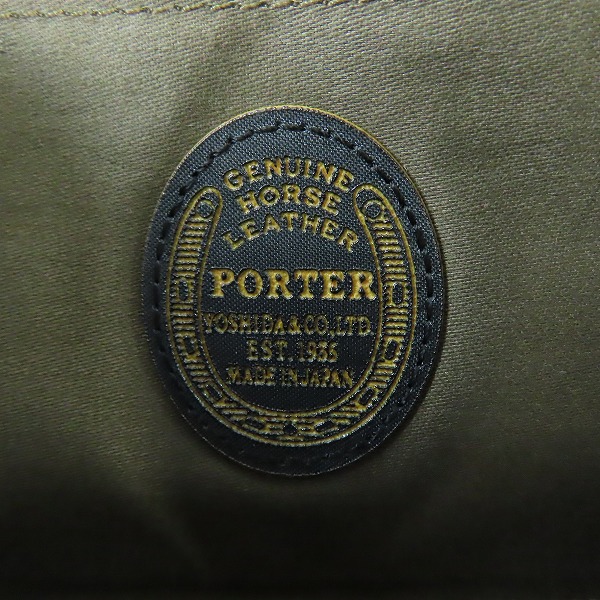 GENUINE
HORSE
LEATHER
PORTER
YOSHIDA & CO., LTD.
EST. 1935
MADE IN JAPAN